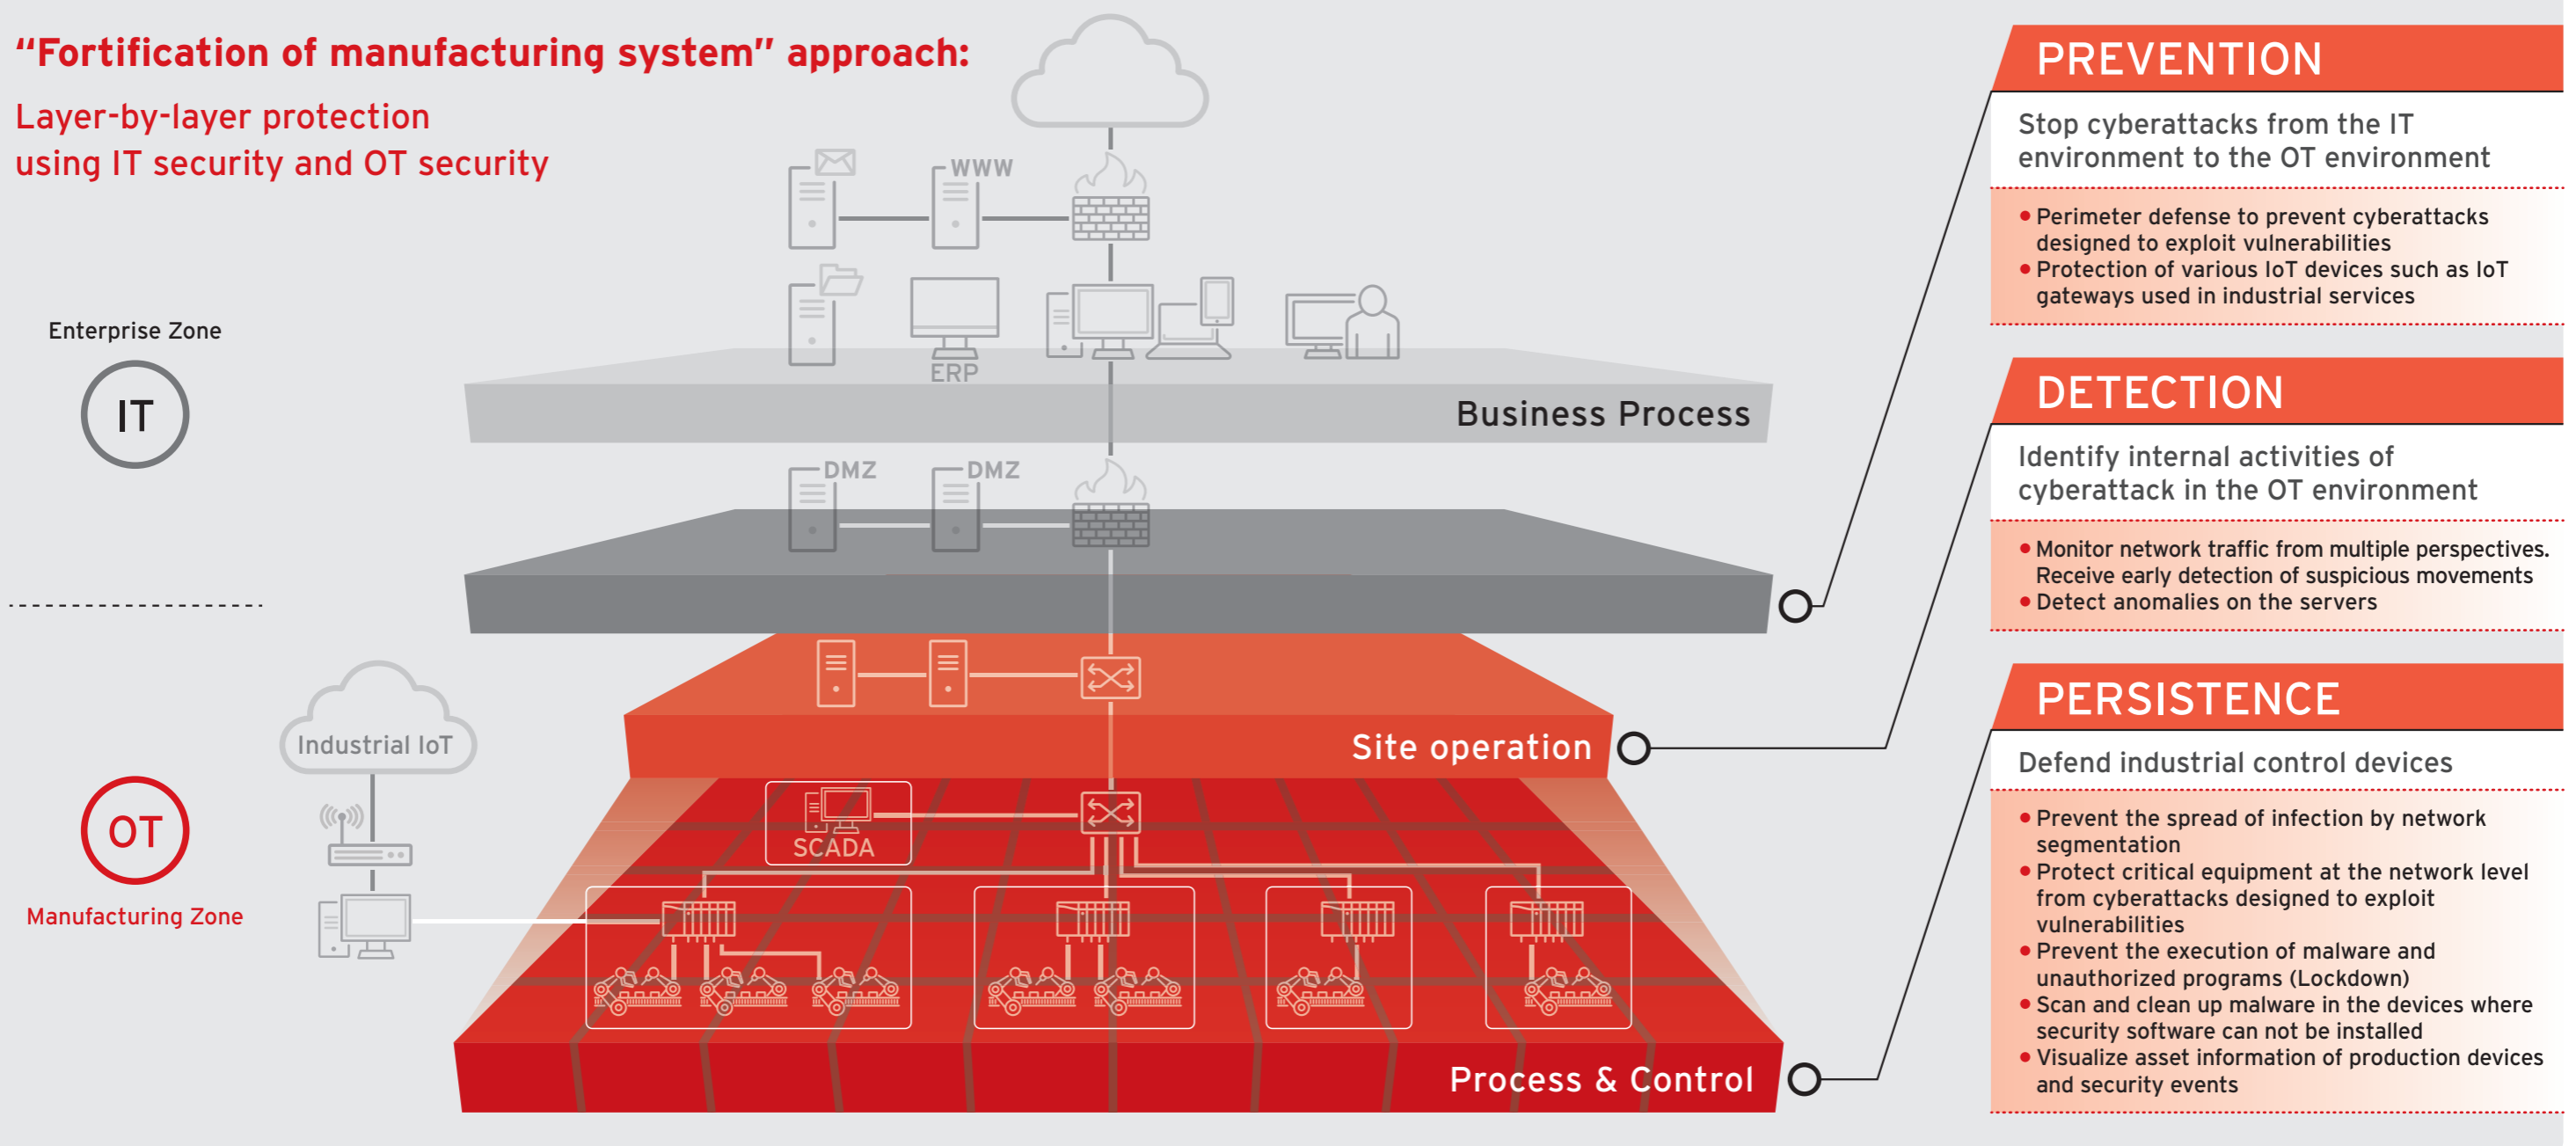 “Fortification of manufacturing system” approach:
Layer-by-layer protection
using IT security and OT security
WWW
Enterprise Zone
IT
ERP
Business Process
DMZ
DMZ
Industrial IoT
Site operation
OT
Manufacturing Zone
SCADA
Process & Control
PREVENTION
Stop cyberattacks from the IT
environment to the OT environment
• Perimeter defense to prevent cyberattacks
designed to exploit vulnerabilities
• Protection of various IoT devices such as IoT
gateways used in industrial services
DETECTION
Identify internal activities of
cyberattack in the OT environment
• Monitor network traffic from multiple perspectives.
Receive early detection of suspicious movements
• Detect anomalies on the servers
PERSISTENCE
Defend industrial control devices
• Prevent the spread of infection by network
segmentation
• Protect critical equipment at the network level
from cyberattacks designed to exploit
vulnerabilities
• Prevent the execution of malware and
unauthorized programs (Lockdown)
• Scan and clean up malware in the devices where
security software can not be installed
• Visualize asset information of production devices
and security events